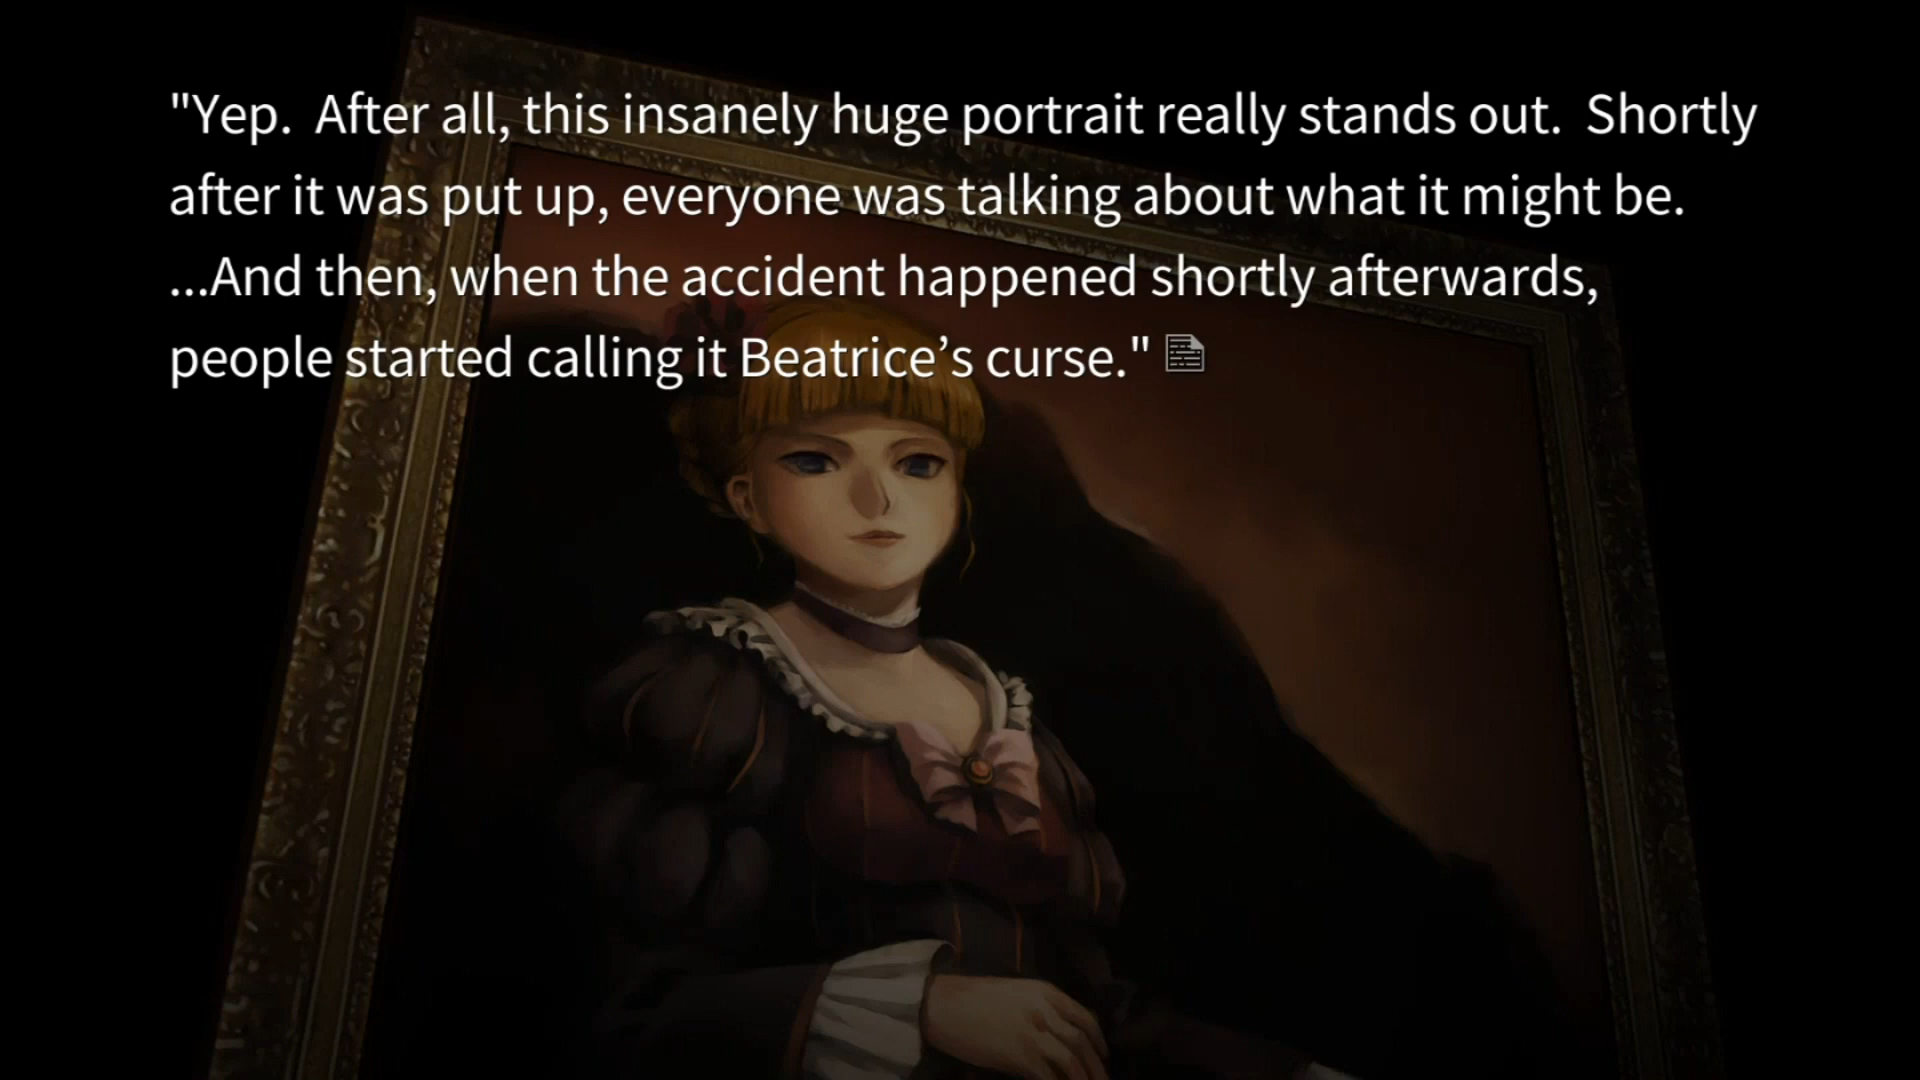 "Yep.  After all, this insanely huge portrait really stands out.  Shortly
after it was put up, everyone was talking about what it might be.
...And then, when the accident happened shortly afterwards,
people started calling it Beatrice’s curse."